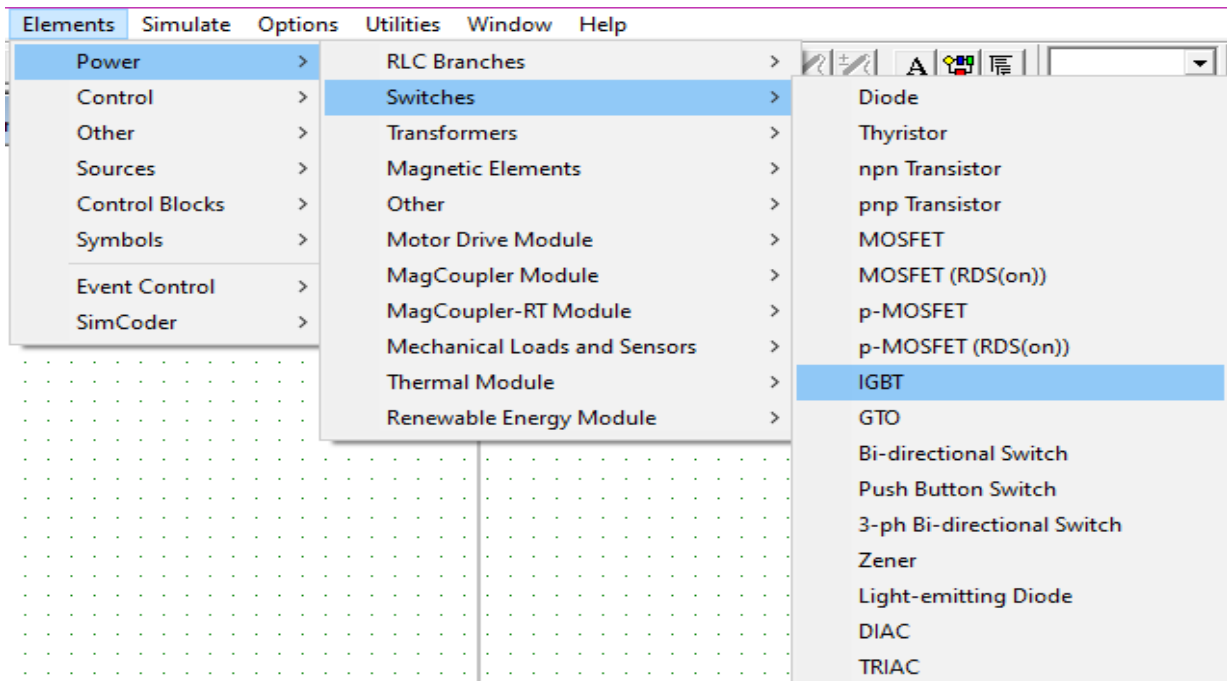 Elements Simulate Options Utilities Window Help
Power >
Control >
Other >
Sources >
Control Blocks >
Symbols >
Event Control >
SimCoder >
RLC Branches >
Switches >
Transformers >
Magnetic Elements >
Other >
Motor Drive Module >
MagCoupler Module >
MagCoupler-RT Module >
Mechanical Loads and Sensors >
Thermal Module >
Renewable Energy Module >
A
Diode
Thyristor
npn Transistor
pnp Transistor
MOSFET
MOSFET (RDS(on))
p-MOSFET
p-MOSFET (RDS(on))
IGBT
GTO
Bi-directional Switch
Push Button Switch
3-ph Bi-directional Switch
Zener
Light-emitting Diode
DIAC
TRIAC